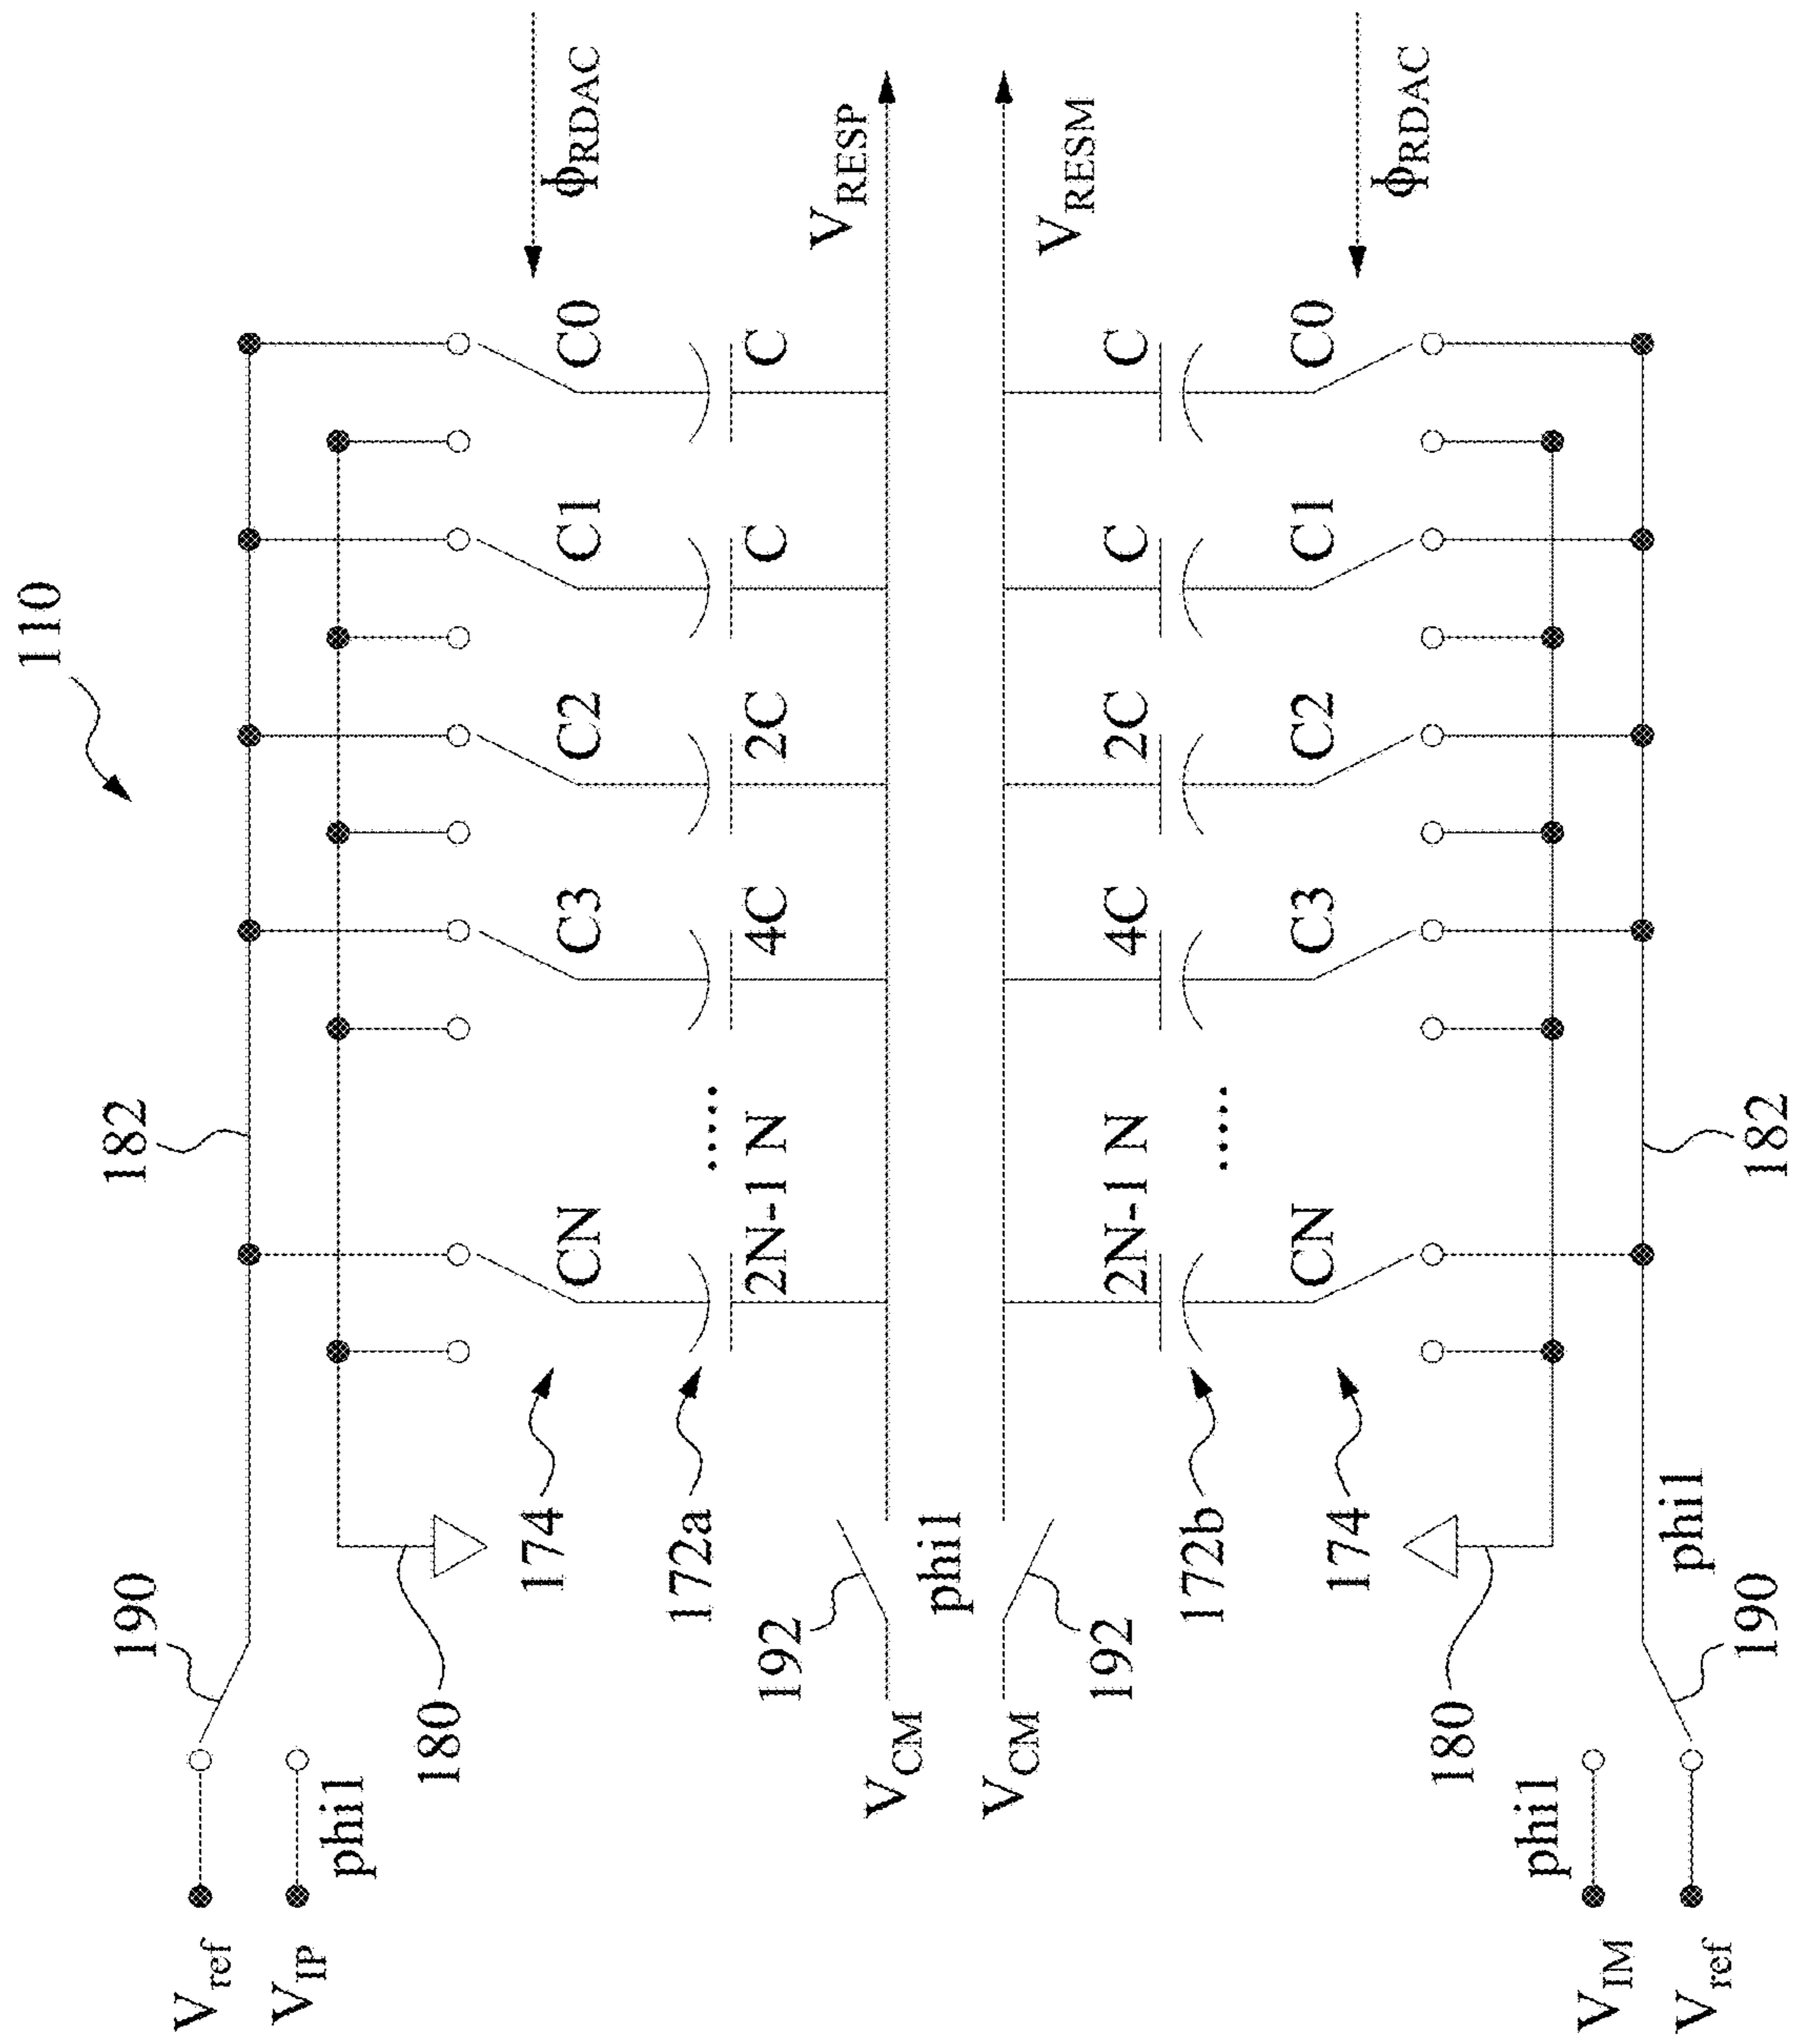 110
190
182
V_ref
V_IP
phi1
180
174
CN
C3
C2
C1
C0
ϕ_RDAC
172a
2N-1 N
.....
4C
2C
C
C
192
V_CM
V_RESP
phi1
V_CM
192
V_RESM
172b
2N-1 N
.....
4C
2C
C
C
174
CN
C3
C2
C1
C0
ϕ_RDAC
180
phi1
V_IM
V_ref
phi1
190
182